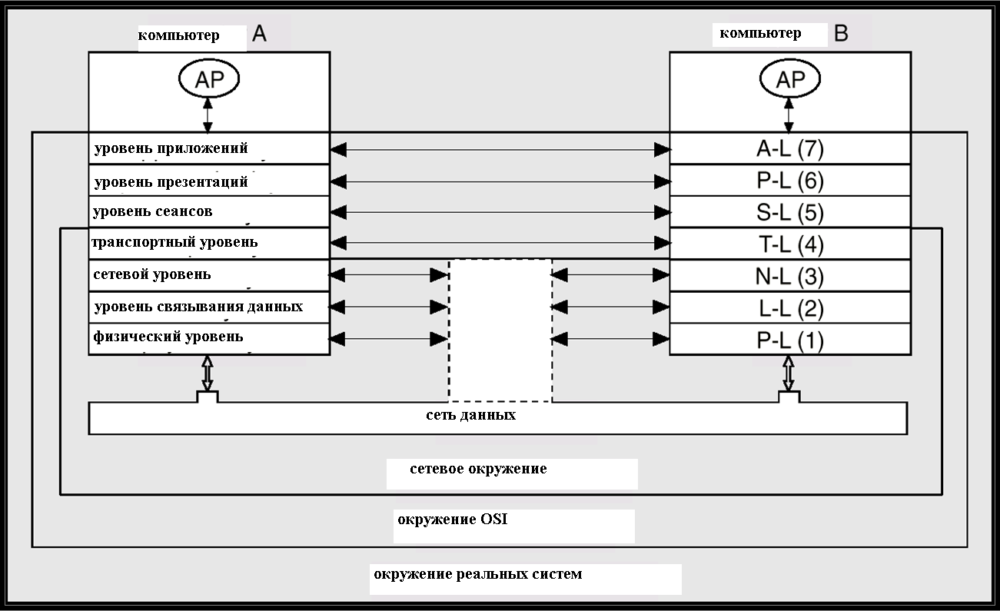 компьютер A
компьютер B
AP
AP
уровень приложений
A-L (7)
уровень презентаций
P-L (6)
уровень сеансов
S-L (5)
транспортный уровень
T-L (4)
сетевой уровень
N-L (3)
уровень связывания данных
L-L (2)
физический уровень
P-L (1)
сеть данных
сетевое окружение
окружение OSI
окружение реальных систем